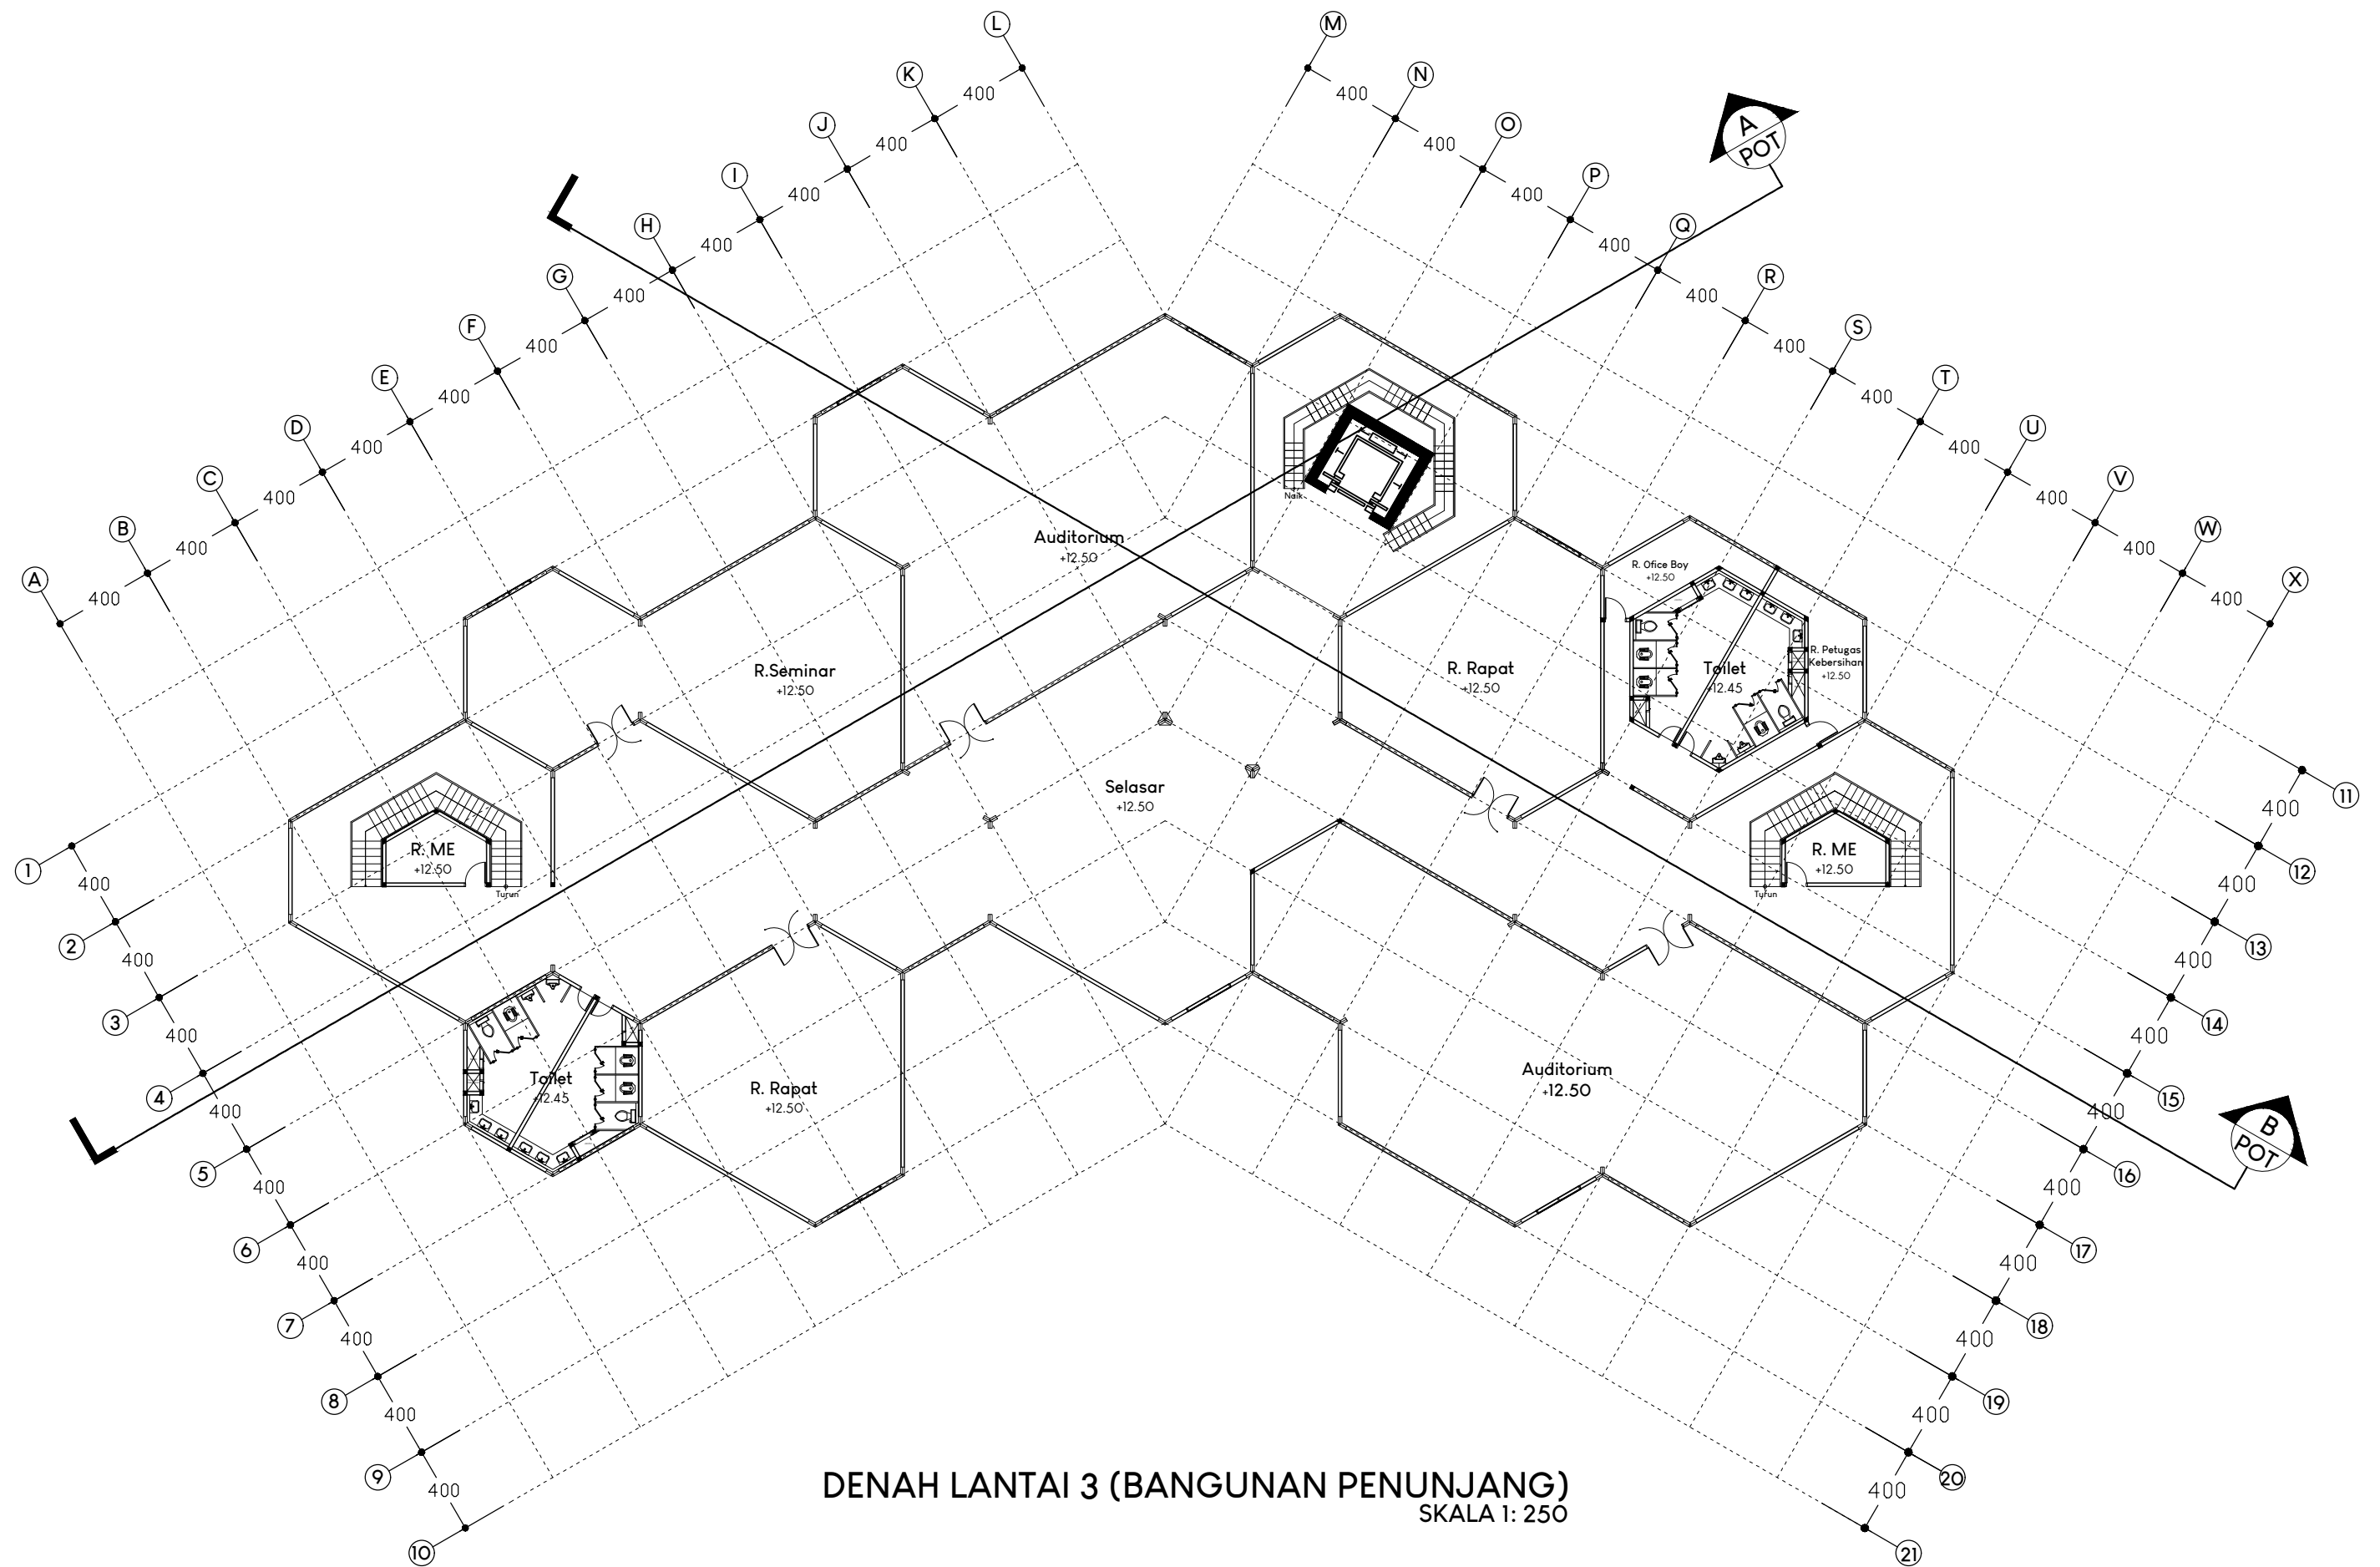 L
M
K
N
400
400
J
O
A
POT
400
400
I
P
400
400
H
Q
400
400
G
R
400
400
F
S
400
400
E
T
400
400
D
U
400
400
C
V
400
400
B
W
400
400
A
X
400
400
Naik
Auditorium
+12.50
R. Ofice Boy
+12.50
R.Seminar
+12.50
R. Rapat
+12.50
Toilet
+12.45
R. Petugas
Kebersihan
+12.50
Selasar
+12.50
11
400
1
R. ME
+12.50
Turun
R. ME
+12.50
Turun
12
400
400
2
13
400
400
3
14
400
400
4
Toilet
+12.45
R. Rapat
+12.50
Auditorium
+12.50
15
400
400
B
POT
5
16
400
400
6
17
400
400
7
18
400
400
8
19
400
400
9
20
400
400
10
21
DENAH LANTAI 3 (BANGUNAN PENUNJANG)
SKALA 1: 250